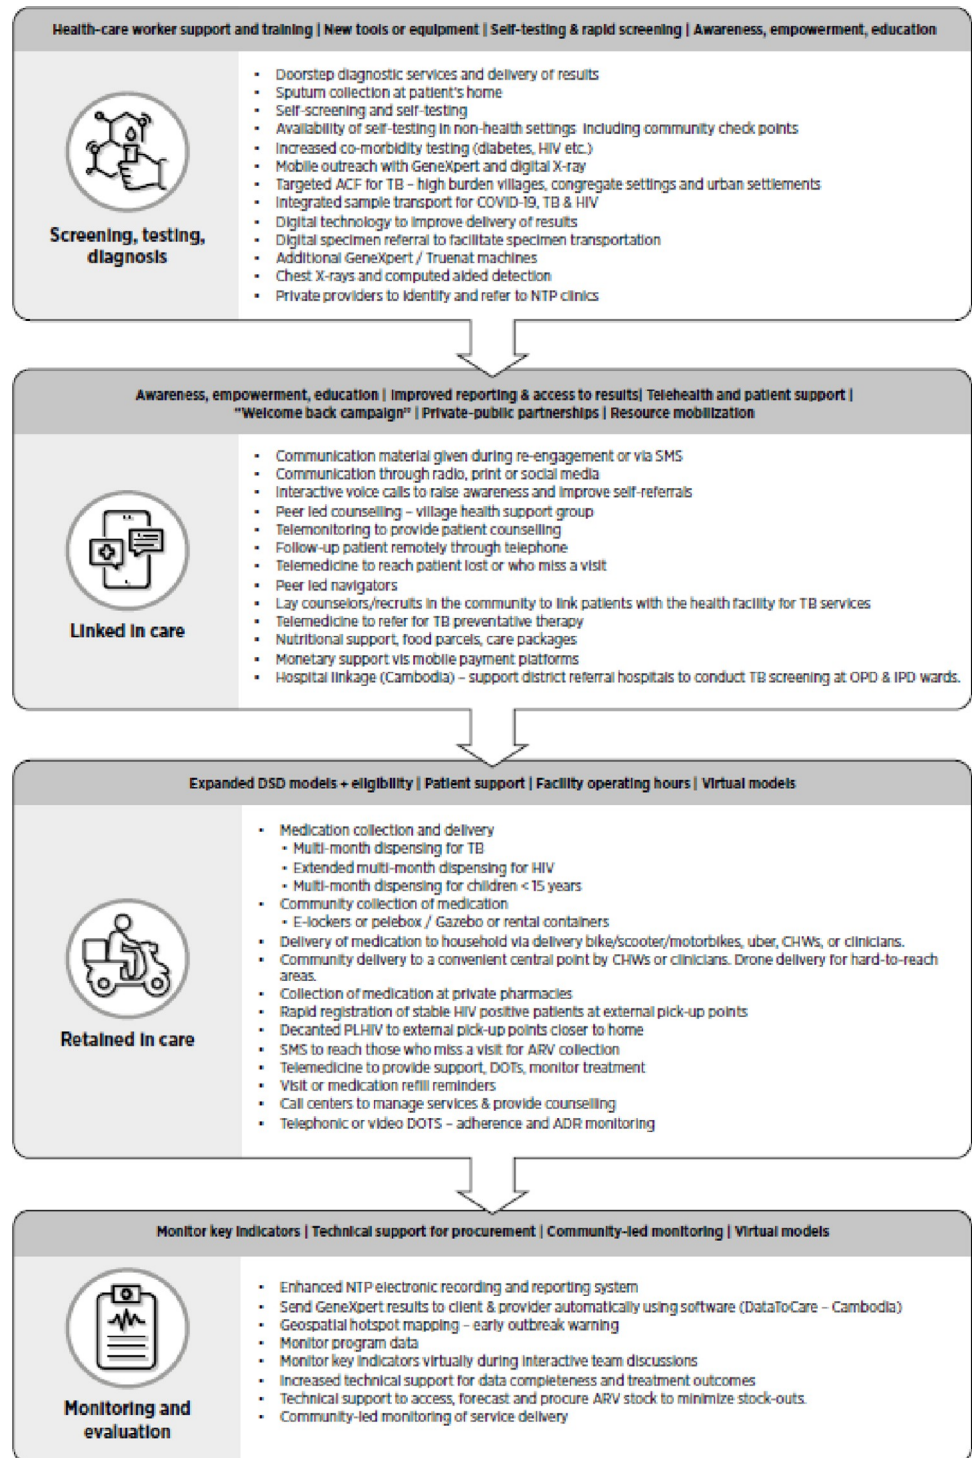 Health-care worker support and training | New tools or equipment | Self-testing & rapid screening | Awareness, empowerment, education
Screening, testing,
diagnosis
• Doorstep diagnostic services and delivery of results
• Sputum collection at patient's home
• Self-screening and self-testing
• Availability of self-testing in non-health settings including community check points
• Increased co-morbidity testing (diabetes, HIV etc.)
• Mobile outreach with GeneXpert and digital X-ray
• Targeted ACF for TB – high burden villages, congregate settings and urban settlements
• Integrated sample transport for COVID-19, TB & HIV
• Digital technology to improve delivery of results
• Digital specimen referral to facilitate specimen transportation
• Additional GeneXpert / Truenat machines
• Chest X-rays and computed aided detection
• Private providers to identify and refer to NTP clinics
Awareness, empowerment, education | Improved reporting & access to results| Telehealth and patient support |
"Welcome back campaign" | Private-public partnerships | Resource mobilization
Linked in care
• Communication material given during re-engagement or via SMS
• Communication through radio, print or social media
• Interactive voice calls to raise awareness and improve self-referrals
• Peer led counselling – village health support group
• Telemonitoring to provide patient counselling
• Follow-up patient remotely through telephone
• Telemedicine to reach patient lost or who miss a visit
• Peer led navigators
• Lay counselors/recruits in the community to link patients with the health facility for TB services
• Telemedicine to refer for TB preventative therapy
• Nutritional support, food parcels, care packages
• Monetary support vis mobile payment platforms
• Hospital linkage (Cambodia) – support district referral hospitals to conduct TB screening at OPD & IPD wards.
Expanded DSD models + eligibility | Patient support | Facility operating hours | Virtual models
Retained in care
• Medication collection and delivery
• Multi-month dispensing for TB
• Extended multi-month dispensing for HIV
• Multi-month dispensing for children < 15 years
• Community collection of medication
• E-lockers or pelebox / Gazebo or rental containers
• Delivery of medication to household via delivery bike/scooter/motorbikes, uber, CHWs, or clinicians.
• Community delivery to a convenient central point by CHWs or clinicians. Drone delivery for hard-to-reach
areas.
• Collection of medication at private pharmacies
• Rapid registration of stable HIV positive patients at external pick-up points
• Decanted PLHIV to external pick-up points closer to home
• SMS to reach those who miss a visit for ARV collection
• Telemedicine to provide support, DOTs, monitor treatment
• Visit or medication refill reminders
• Call centers to manage services & provide counselling
• Telephonic or video DOTS – adherence and ADR monitoring
Monitor key indicators | Technical support for procurement | Community-led monitoring | Virtual models
Monitoring and
evaluation
• Enhanced NTP electronic recording and reporting system
• Send GeneXpert results to client & provider automatically using software (DataToCare – Cambodia)
• Geospatial hotspot mapping – early outbreak warning
• Monitor program data
• Monitor key indicators virtually during interactive team discussions
• Increased technical support for data completeness and treatment outcomes
• Technical support to access, forecast and procure ARV stock to minimize stock-outs.
• Community-led monitoring of service delivery